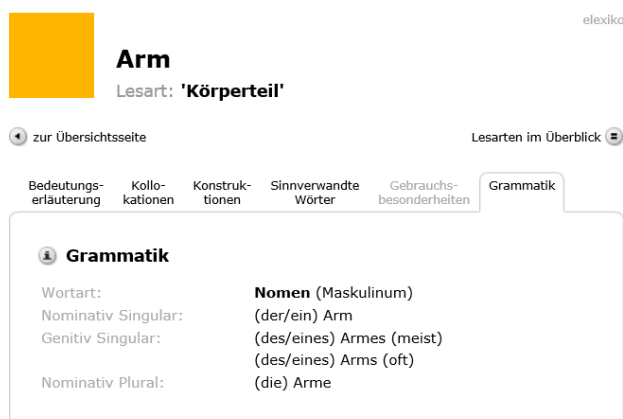 elexiko
Arm
Lesart: 'Körperteil'
zur Übersichtsseite
Lesarten im Überblick
Bedeutungs-
erläuterung
Kollo-
kationen
Konstruk-
tionen
Sinnverwandte
Wörter
Gebrauchs-
besonderheiten
Grammatik
Grammatik
Wortart: Nomen (Maskulinum)
Nominativ Singular: (der/ein) Arm
Genitiv Singular: (des/eines) Armes (meist)
(des/eines) Arms (oft)
Nominativ Plural: (die) Arme